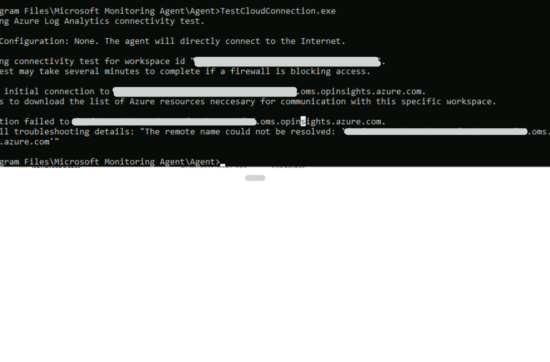 gram Files\Microsoft Monitoring Agent\Agent>TestCloudConnection.exe
ng Azure Log Analytics connectivity test.
Configuration: None. The agent will directly connect to the Internet.
ng connectivity test for workspace id " ".
est may take several minutes to complete if a firewall is blocking access.
initial connection to .oms.opinsights.azure.com.
s to download the list of Azure resources neccesary for communication with this specific workspace.
tion failed to .oms.opinsights.azure.com.
ll troubleshooting details: "The remote name could not be resolved: ' .oms.
.azure.com'"
gram Files\Microsoft Monitoring Agent\Agent>